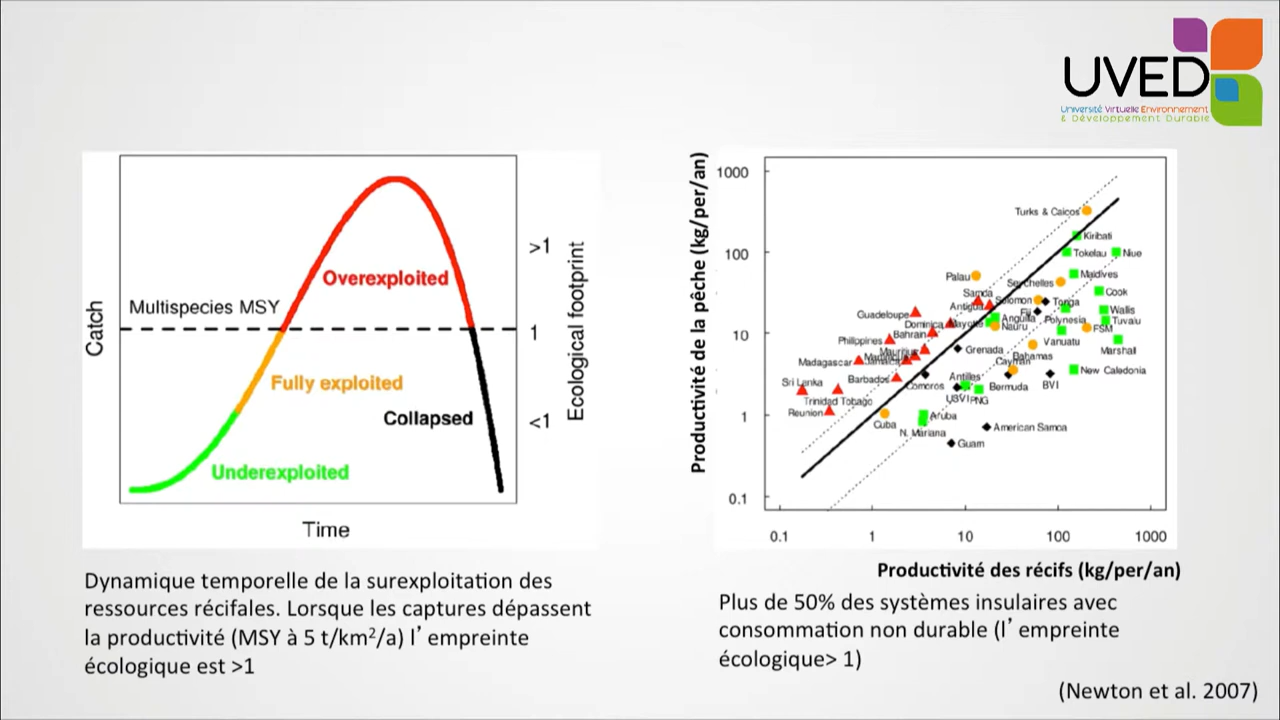 UVED
Université Virtuelle Environnement
& Développement Durable
Multispecies MSY
Overexploited
Fully exploited
Collapsed
Underexploited
Catch
Time
>1
1
<1
Ecological footprint
Productivité de la pêche (kg/per/an)
1000
100
10
1
0.1
Turks & Caicos
Kiribati
Tokelau
Niue
Palau
Maldives
Seychelles
Samoa
Cook
Antigua
Solomon
Tonga
Guadeloupe
Fiji
Wallis
Dominica
Mayotte
Anguilla
Polynesia
Tuvalu
Bahrain
Nauru
FSM
Philippines
Vanuatu
Mauritius
Grenada
Marshall
Madagascar
Martinique
Jamaica
Bahamas
Cayman
New Caledonia
Sri Lanka
Barbados
Comoros
Antilles
Bermuda
BVI
Trinidad Tobago
USVI
PNG
Reunion
Cuba
Aruba
N. Mariana
American Samoa
Guam
0.1
1
10
100
1000
Productivité des récifs (kg/per/an)
Dynamique temporelle de la surexploitation des
ressources récifales. Lorsque les captures dépassent
la productivité (MSY à 5 t/km²/a) l’ empreinte
écologique est >1
Plus de 50% des systèmes insulaires avec
consommation non durable (l’ empreinte
écologique> 1)
(Newton et al. 2007)